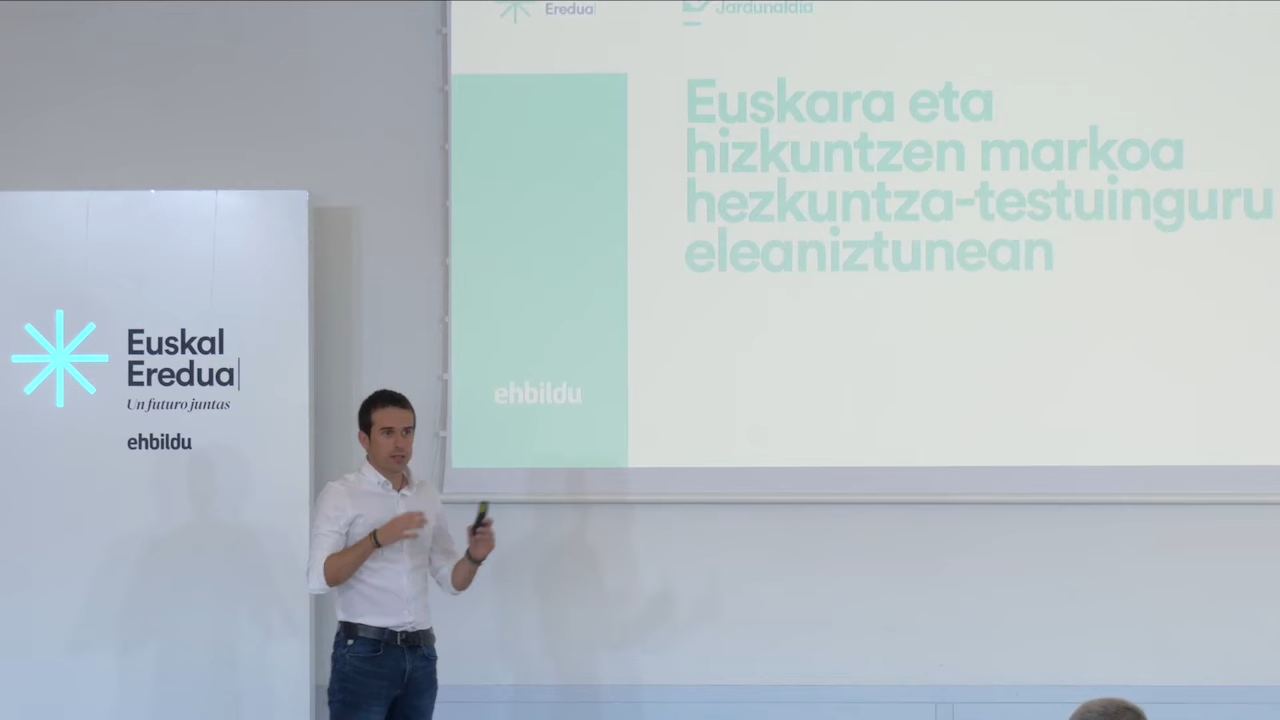 Eredua
Jardunaldia
Euskara eta
hizkuntzen markoa
hezkuntza-testuinguru
eleaniztunean
ehbildu
Euskal
Eredua
Un futuro juntas
ehbildu